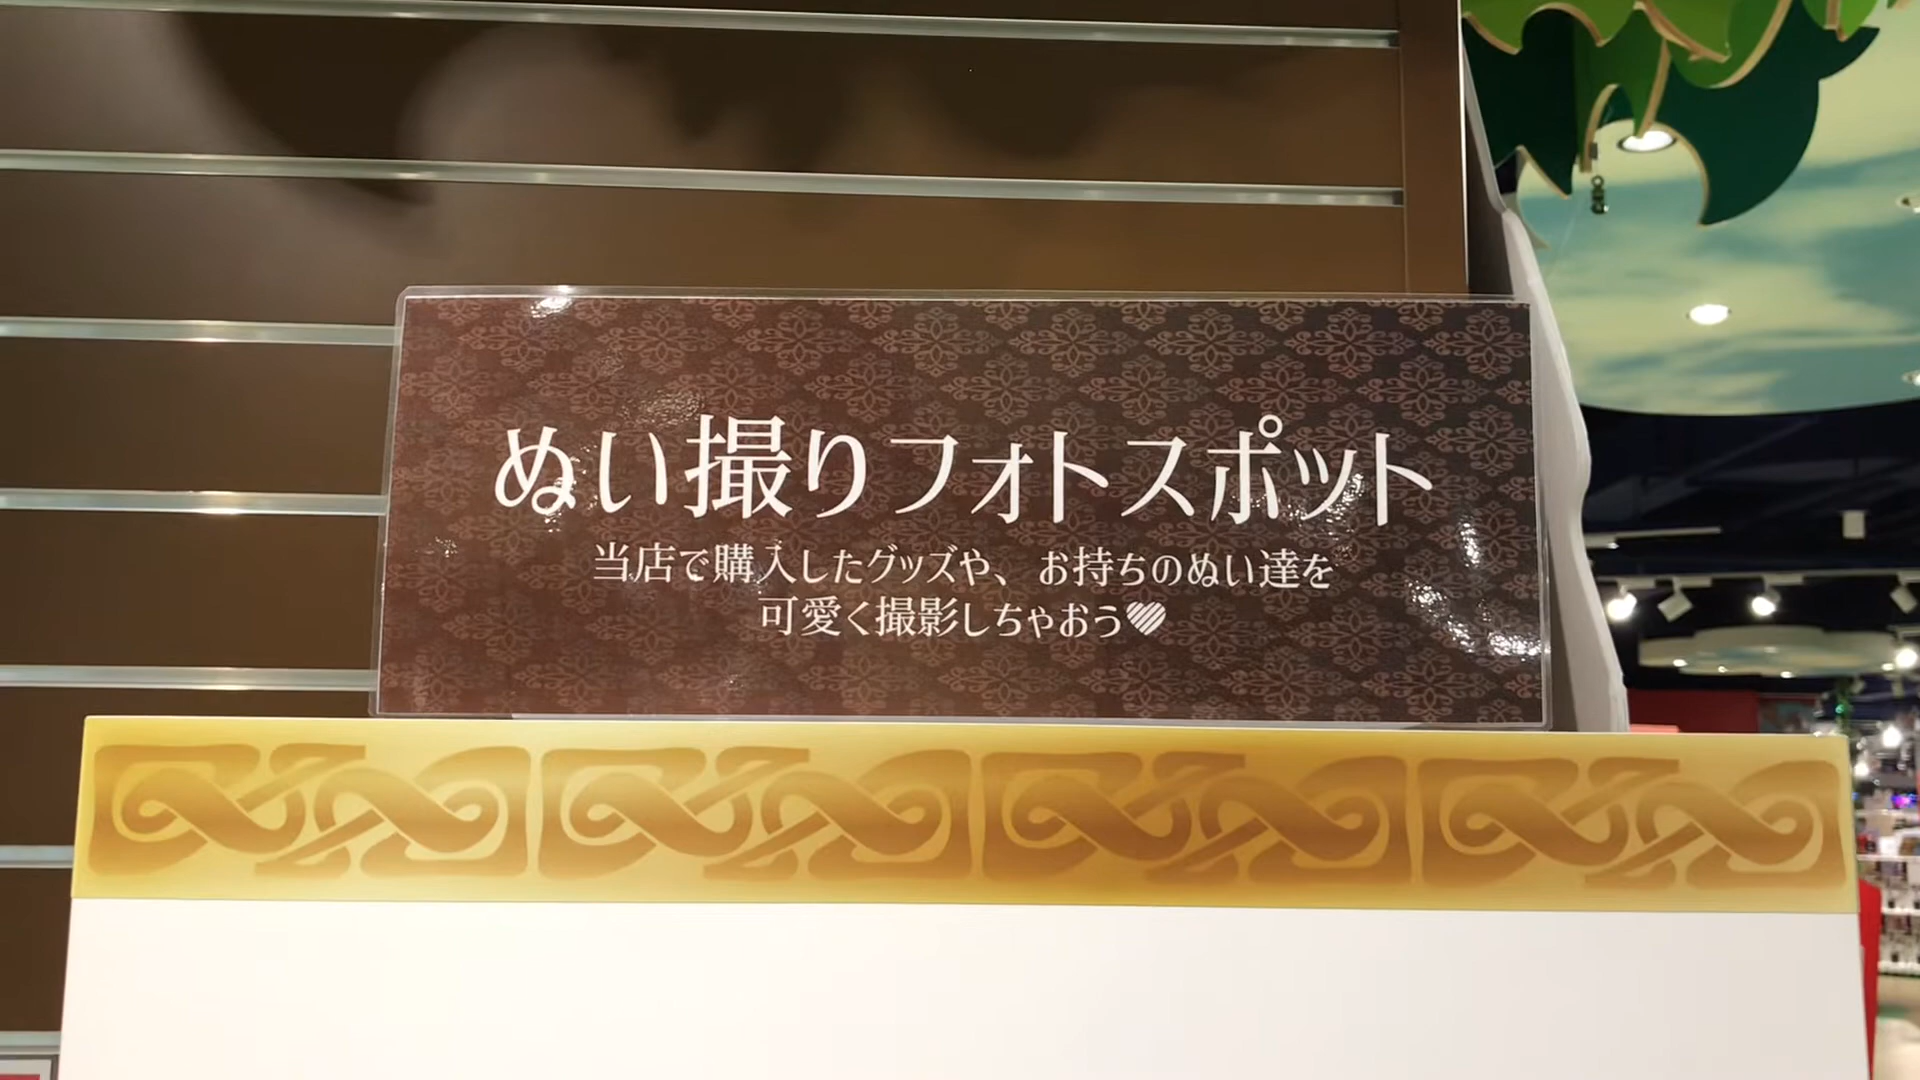 ぬい撮りフォトスポット
当店で購入したグッズや、お持ちのぬい達を
可愛く撮影しちゃおう♥